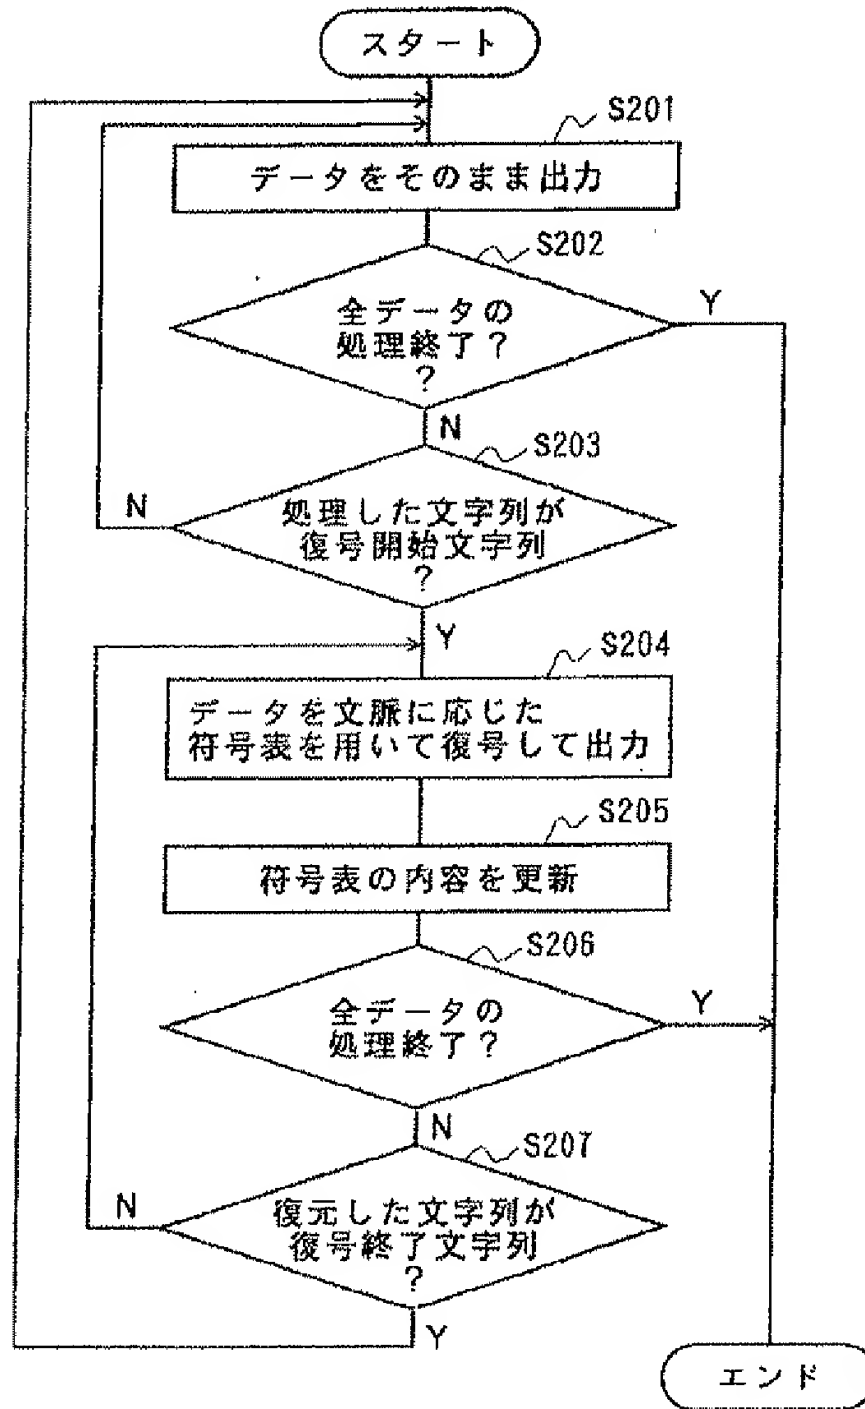 スタート
S201
データをそのまま出力
S202
全データの
処理終了？
？
Y
N
S203
処理した文字列が
復号開始文字列
？
N
Y
S204
データを文脈に応じた
符号表を用いて復号して出力
S205
符号表の内容を更新
S206
全データの
処理終了？
Y
N
S207
復元した文字列が
復号終了文字列
？
N
Y
エンド